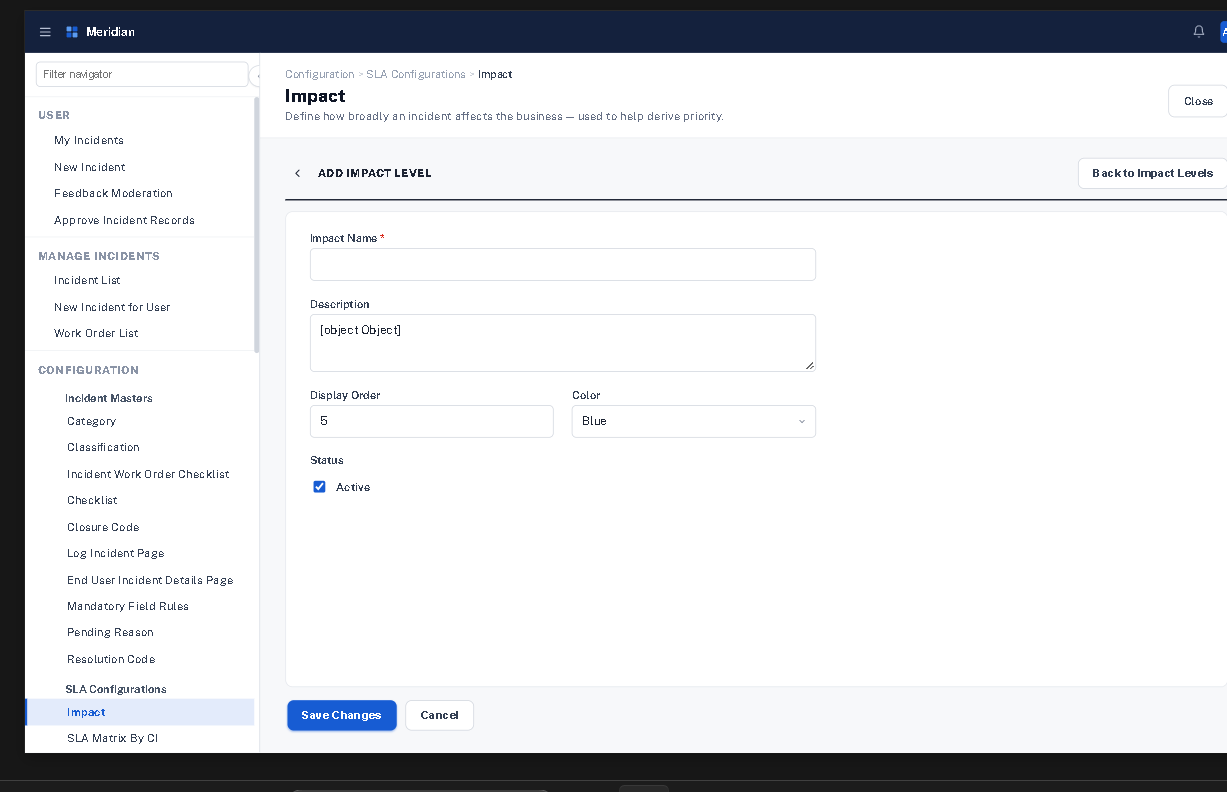 Meridian
Filter navigator
USER
My Incidents
New Incident
Feedback Moderation
Approve Incident Records
MANAGE INCIDENTS
Incident List
New Incident for User
Work Order List
CONFIGURATION
Incident Masters
Category
Classification
Incident Work Order Checklist
Checklist
Closure Code
Log Incident Page
End User Incident Details Page
Mandatory Field Rules
Pending Reason
Resolution Code
SLA Configurations
Impact
SLA Matrix By CI
Configuration > SLA Configurations > Impact
Impact
Define how broadly an incident affects the business — used to help derive priority.
Close
ADD IMPACT LEVEL
Back to Impact Levels
Impact Name *
Description
[object Object]
Display Order
Color
5
Blue
Status
Active
Save Changes
Cancel